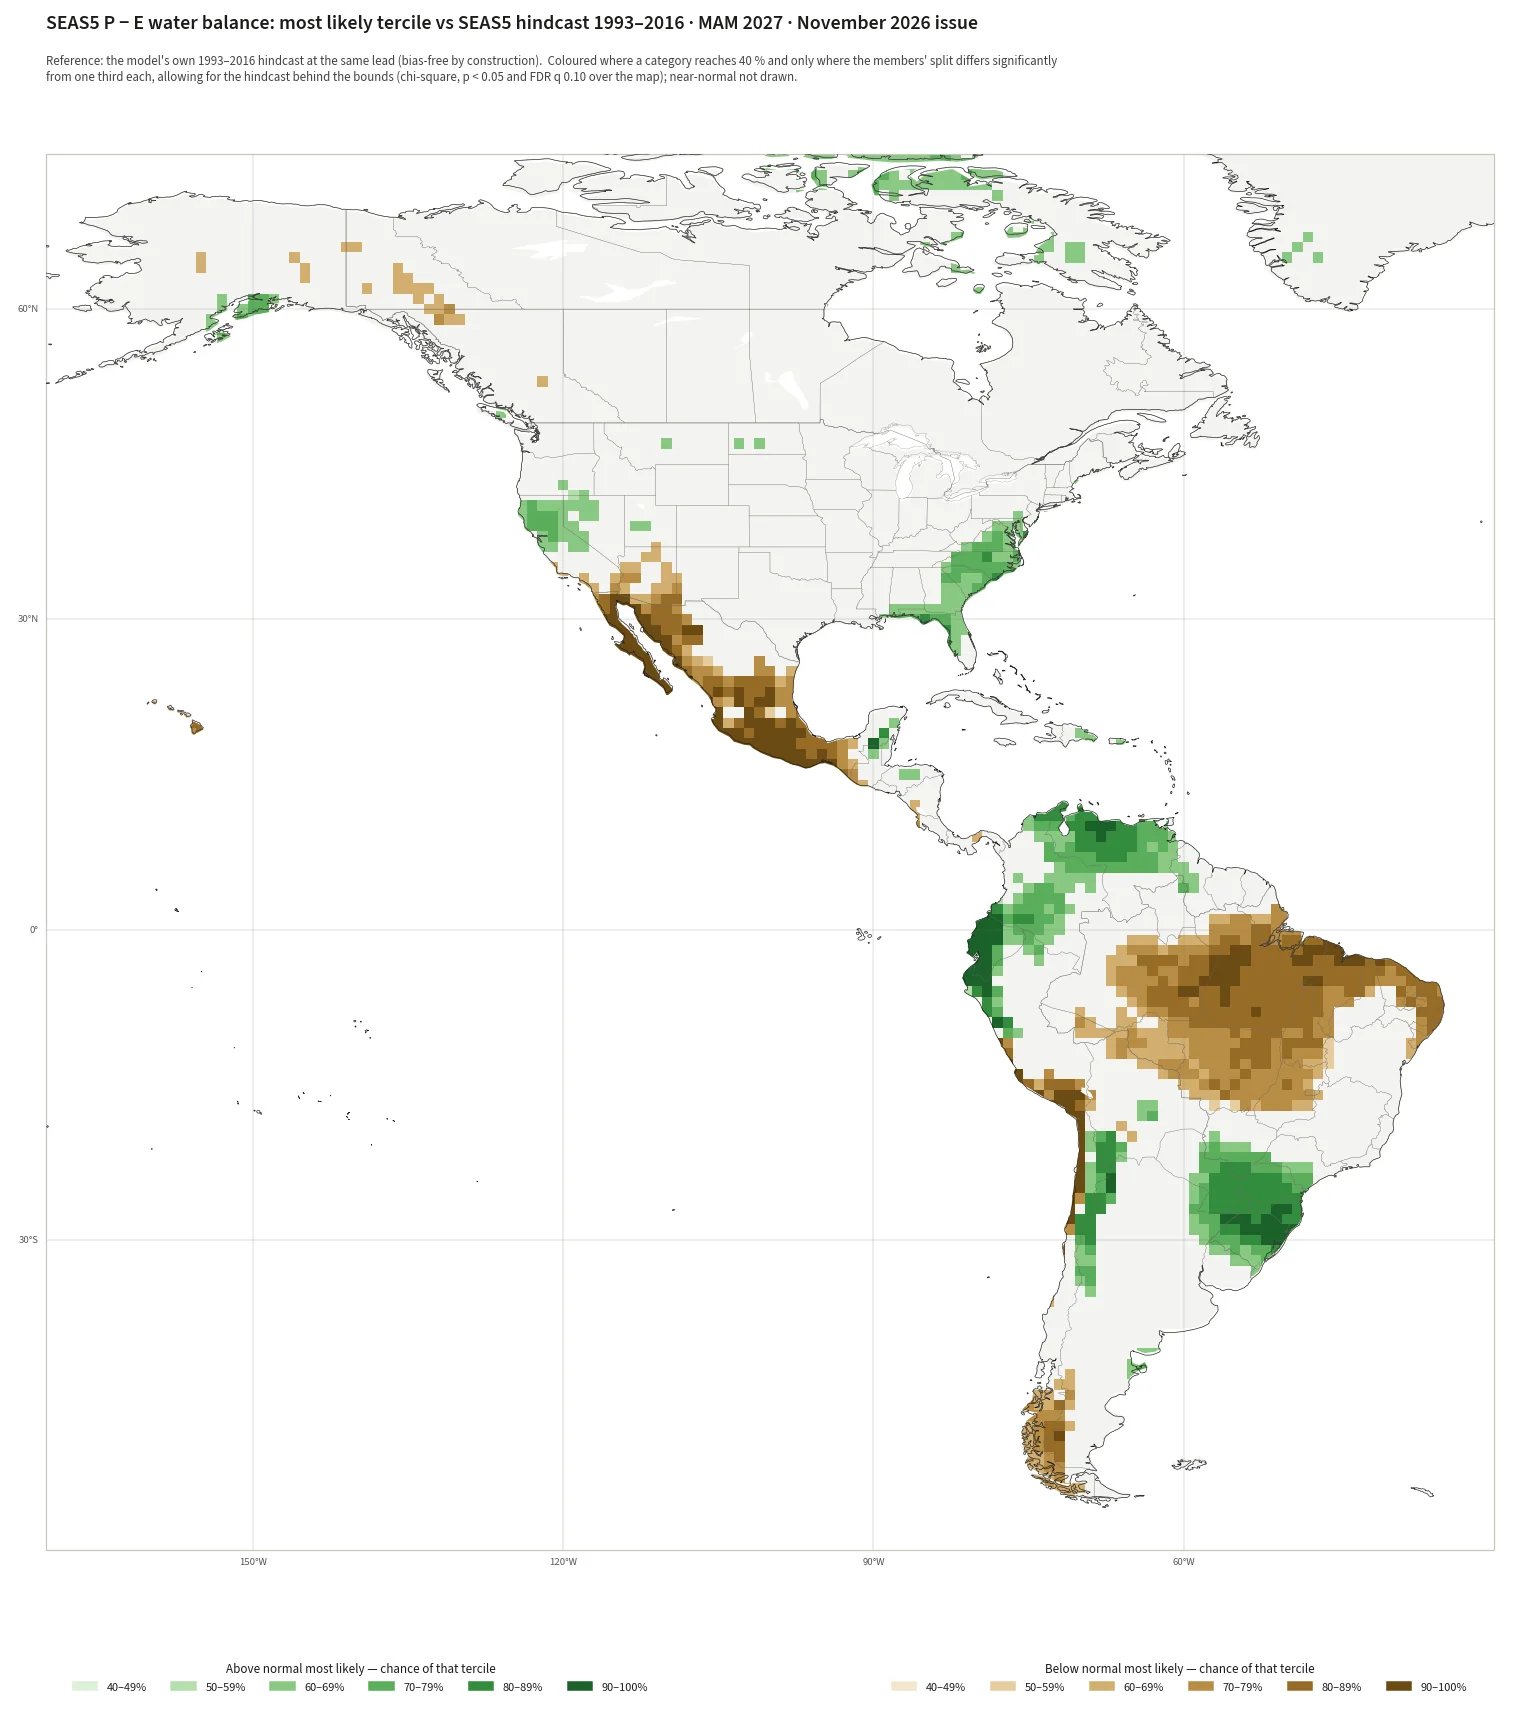 SEAS5 P − E water balance: most likely tercile vs SEAS5 hindcast 1993–2016 · MAM 2027 · November 2026 issue
Reference: the model's own 1993–2016 hindcast at the same lead (bias-free by construction). Coloured where a category reaches 40 % and only where the members' split differs significantly
from one third each, allowing for the hindcast behind the bounds (chi-square, p < 0.05 and FDR q 0.10 over the map); near-normal not drawn.
60°N
30°N
0°
30°S
150°W
120°W
90°W
60°W
Above normal most likely — chance of that tercile
40–49%
50–59%
60–69%
70–79%
80–89%
90–100%
Below normal most likely — chance of that tercile
40–49%
50–59%
60–69%
70–79%
80–89%
90–100%